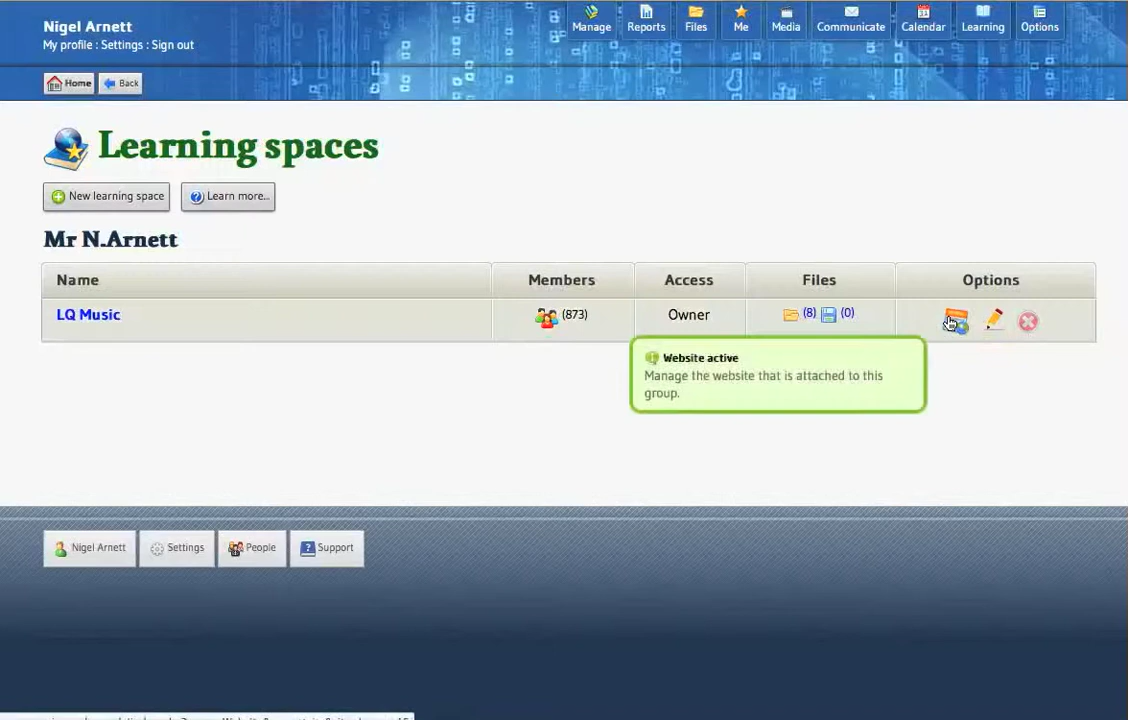 Nigel Arnett
My profile : Settings : Sign out
Manage
Reports
Files
Me
Media
Communicate
Calendar
Learning
Options
Home
Back
Learning spaces
New learning space
Learn more...
Mr N.Arnett
Name
Members
Access
Files
Options
LQ Music
(873)
Owner
(8)
(0)
Website active
Manage the website that is attached to this
group.
Nigel Arnett
Settings
People
Support